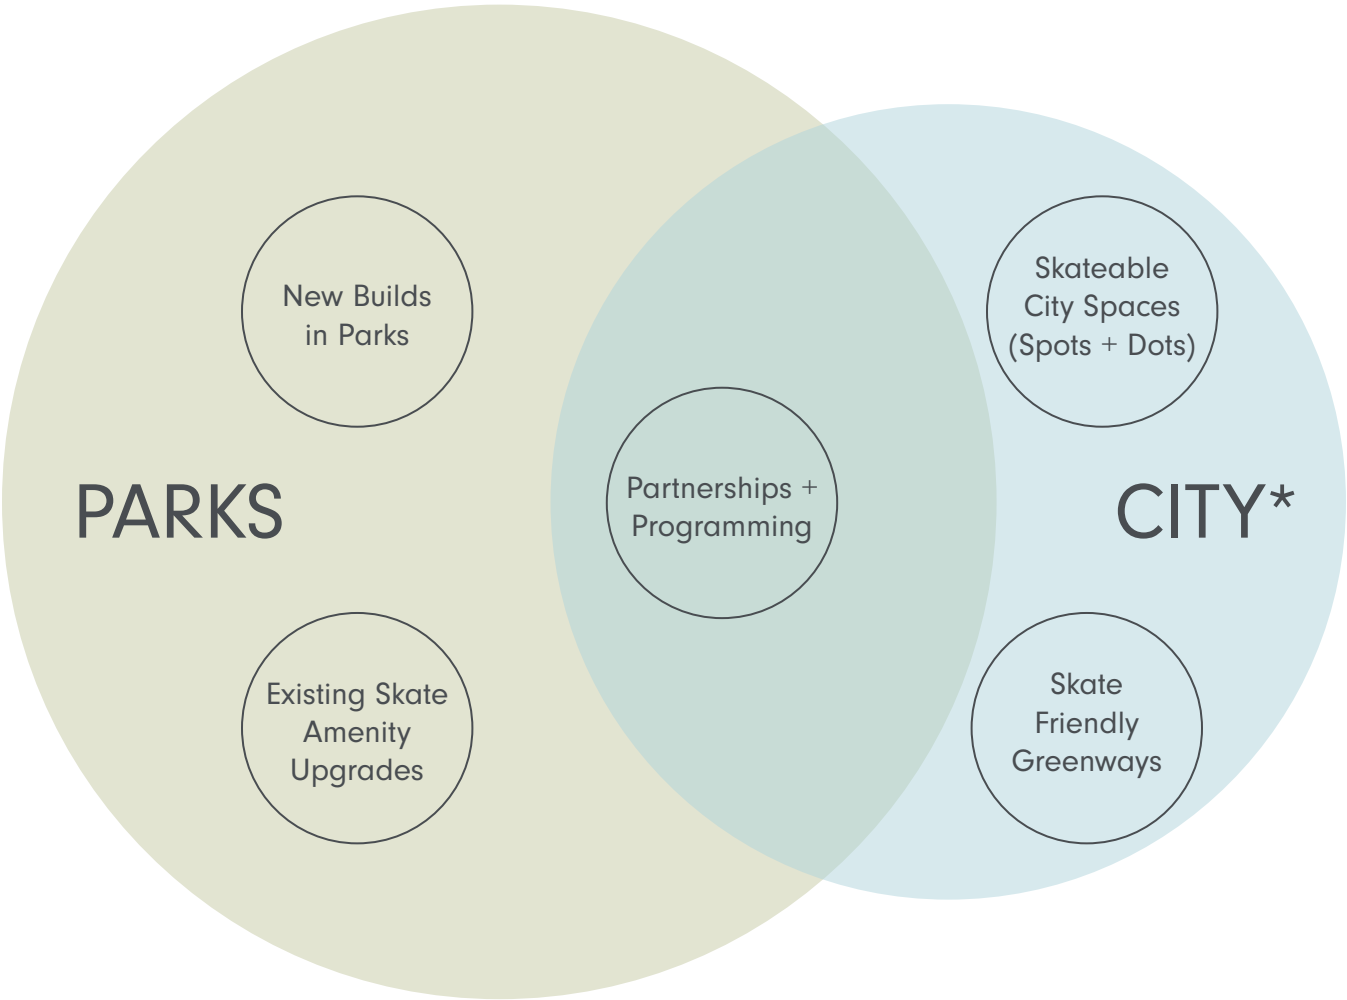 New Builds
in Parks
Skateable
City Spaces
(Spots + Dots)
PARKS
Partnerships +
Programming
CITY*
Existing Skate
Amenity
Upgrades
Skate
Friendly
Greenways